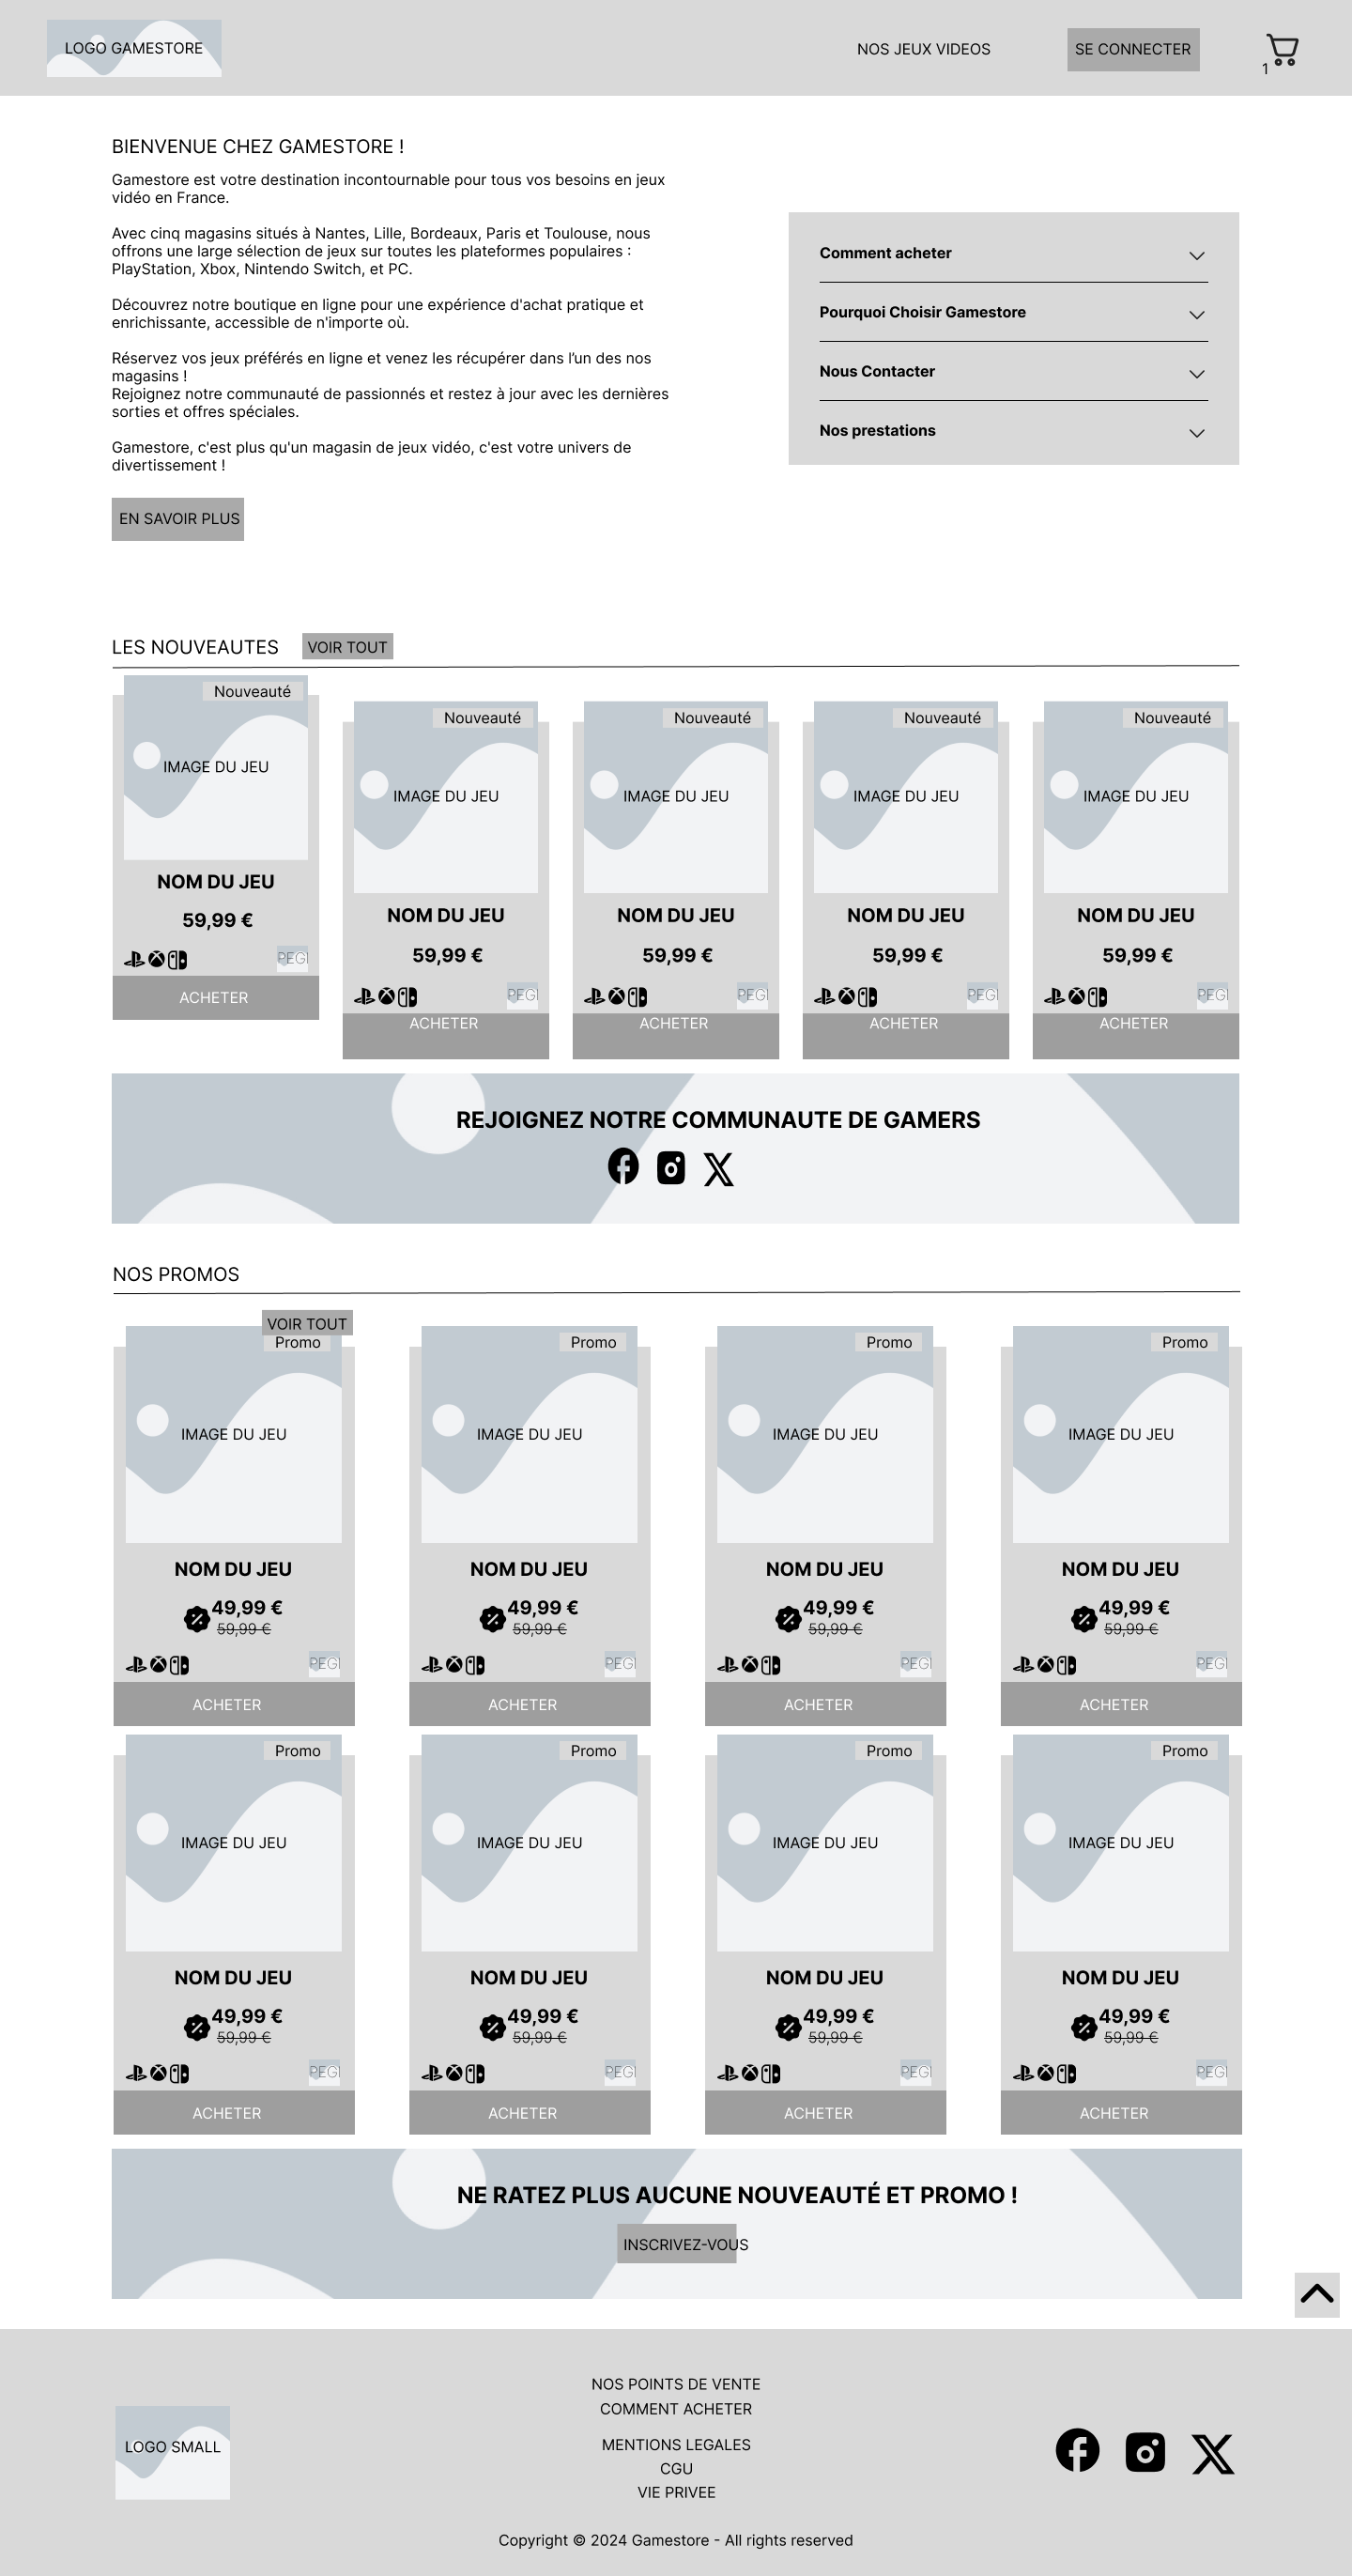 LOGO GAMESTORE
NOS JEUX VIDEOS
SE CONNECTER
1
BIENVENUE CHEZ GAMESTORE !
Gamestore est votre destination incontournable pour tous vos besoins en jeux
vidéo en France.
Avec cinq magasins situés à Nantes, Lille, Bordeaux, Paris et Toulouse, nous
offrons une large sélection de jeux sur toutes les plateformes populaires :
PlayStation, Xbox, Nintendo Switch, et PC.
Découvrez notre boutique en ligne pour une expérience d'achat pratique et
enrichissante, accessible de n'importe où.
Réservez vos jeux préférés en ligne et venez les récupérer dans l’un des nos
magasins !
Rejoignez notre communauté de passionnés et restez à jour avec les dernières
sorties et offres spéciales.
Gamestore, c'est plus qu'un magasin de jeux vidéo, c'est votre univers de
divertissement !
EN SAVOIR PLUS
Comment acheter
Pourquoi Choisir Gamestore
Nous Contacter
Nos prestations
LES NOUVEAUTES
VOIR TOUT
Nouveauté
IMAGE DU JEU
NOM DU JEU
59,99 €
PEGI
ACHETER
Nouveauté
IMAGE DU JEU
NOM DU JEU
59,99 €
PEGI
ACHETER
Nouveauté
IMAGE DU JEU
NOM DU JEU
59,99 €
PEGI
ACHETER
Nouveauté
IMAGE DU JEU
NOM DU JEU
59,99 €
PEGI
ACHETER
Nouveauté
IMAGE DU JEU
NOM DU JEU
59,99 €
PEGI
ACHETER
REJOIGNEZ NOTRE COMMUNAUTE DE GAMERS
NOS PROMOS
VOIR TOUT
Promo
IMAGE DU JEU
NOM DU JEU
49,99 €
59,99 €
PEGI
ACHETER
Promo
IMAGE DU JEU
NOM DU JEU
49,99 €
59,99 €
PEGI
ACHETER
Promo
IMAGE DU JEU
NOM DU JEU
49,99 €
59,99 €
PEGI
ACHETER
Promo
IMAGE DU JEU
NOM DU JEU
49,99 €
59,99 €
PEGI
ACHETER
Promo
IMAGE DU JEU
NOM DU JEU
49,99 €
59,99 €
PEGI
ACHETER
Promo
IMAGE DU JEU
NOM DU JEU
49,99 €
59,99 €
PEGI
ACHETER
Promo
IMAGE DU JEU
NOM DU JEU
49,99 €
59,99 €
PEGI
ACHETER
Promo
IMAGE DU JEU
NOM DU JEU
49,99 €
59,99 €
PEGI
ACHETER
NE RATEZ PLUS AUCUNE NOUVEAUTÉ ET PROMO !
INSCRIVEZ-VOUS
LOGO SMALL
NOS POINTS DE VENTE
COMMENT ACHETER
MENTIONS LEGALES
CGU
VIE PRIVEE
Copyright © 2024 Gamestore - All rights reserved